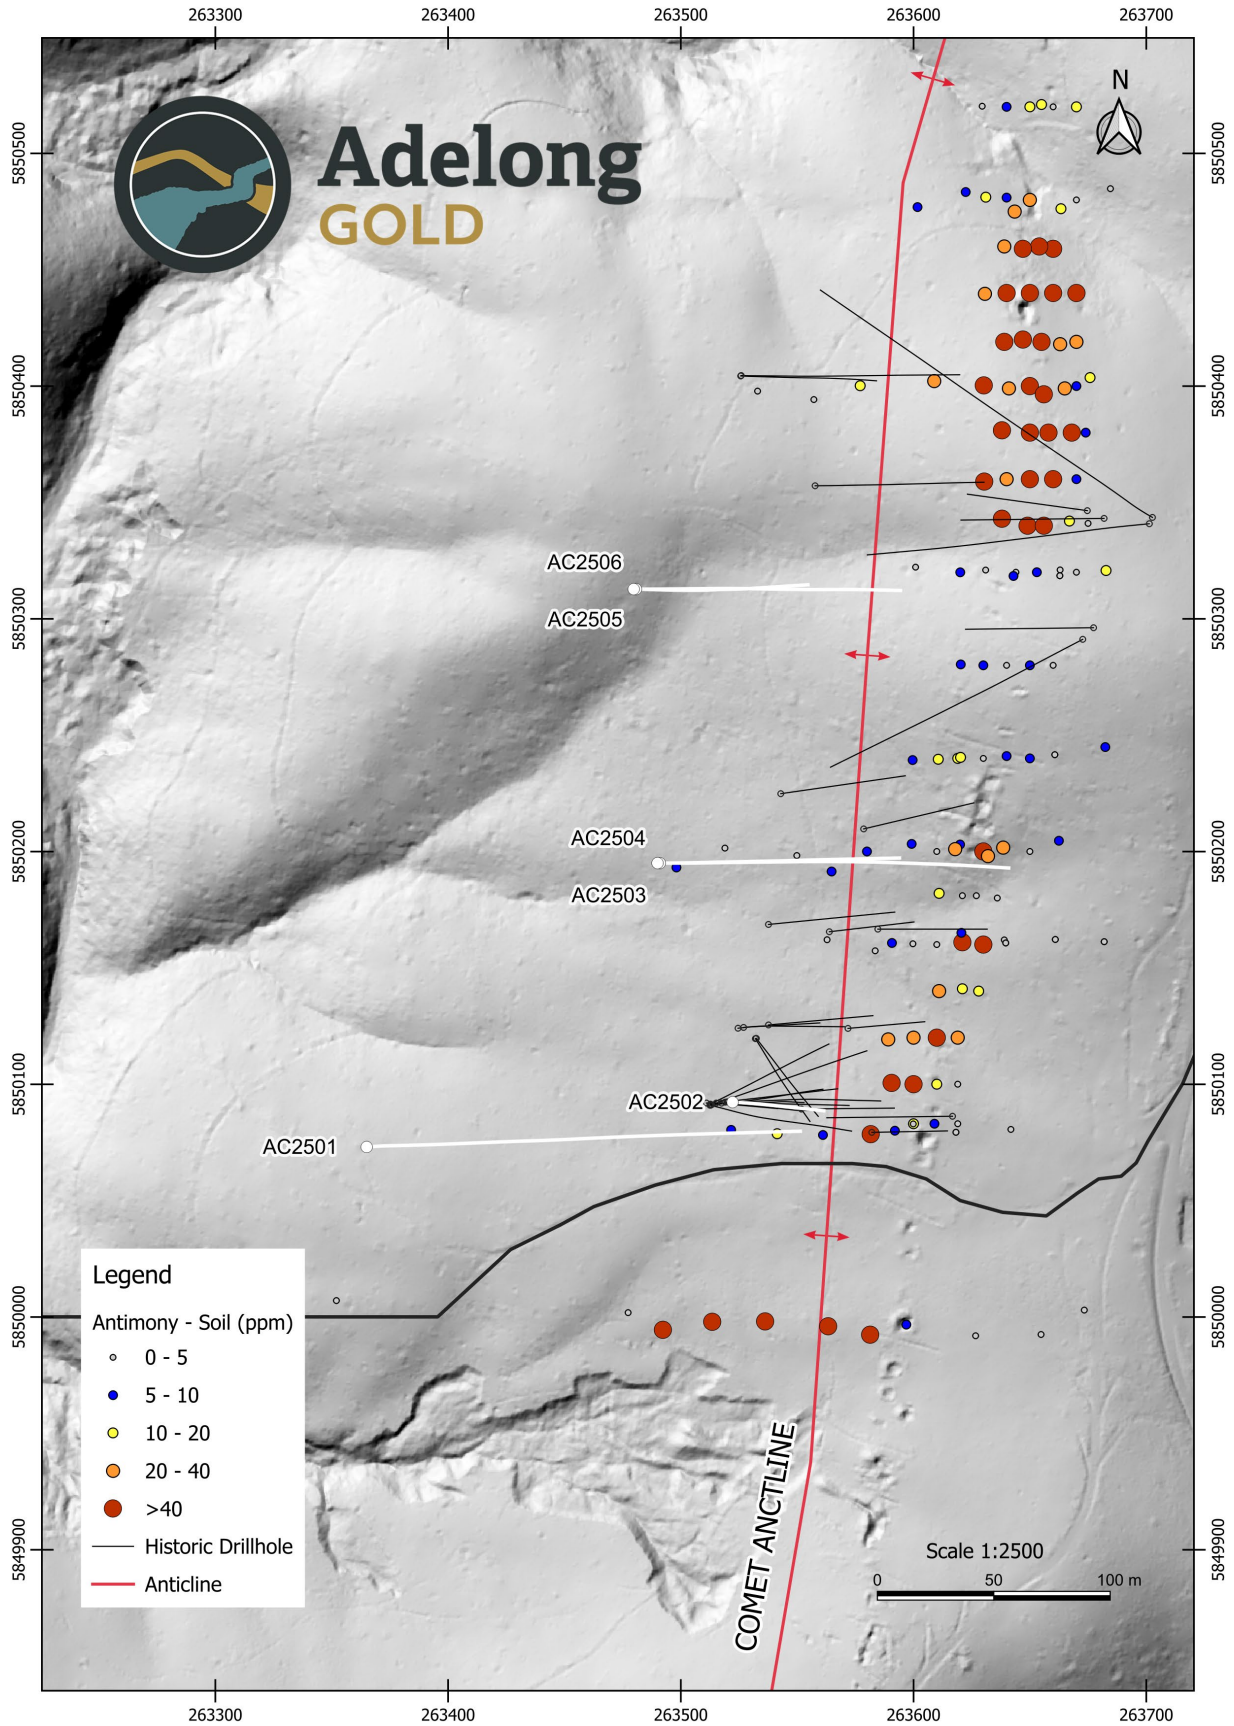 263300 263400 263500 263600 263700
Adelong
GOLD
N
5850500 5850500
5850400 5850400
AC2506
AC2505
5850300 5850300
AC2504
AC2503
5850200 5850200
AC2502
AC2501
5850100 5850100
5850000 5850000
Legend
Antimony - Soil (ppm)
0 - 5
5 - 10
10 - 20
20 - 40
>40
Historic Drillhole
Anticline
COMET ANCTLINE
Scale 1:2500
0 50 100 m
5849900 5849900
263300 263400 263500 263600 263700